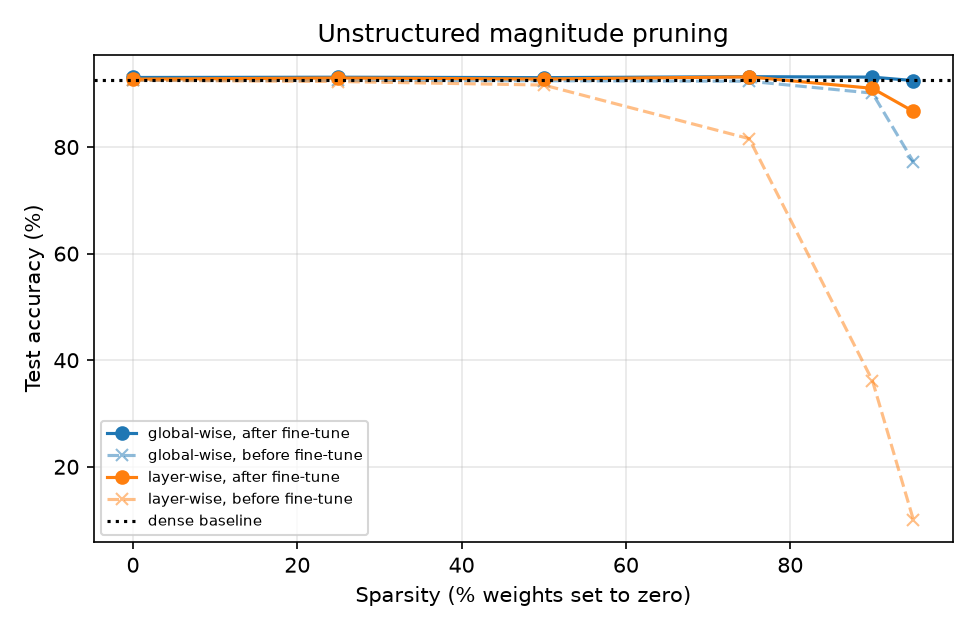 Unstructured magnitude pruning
Test accuracy (%)
80
60
40
20
global-wise, after fine-tune
global-wise, before fine-tune
layer-wise, after fine-tune
layer-wise, before fine-tune
dense baseline
0 20 40 60 80
Sparsity (% weights set to zero)